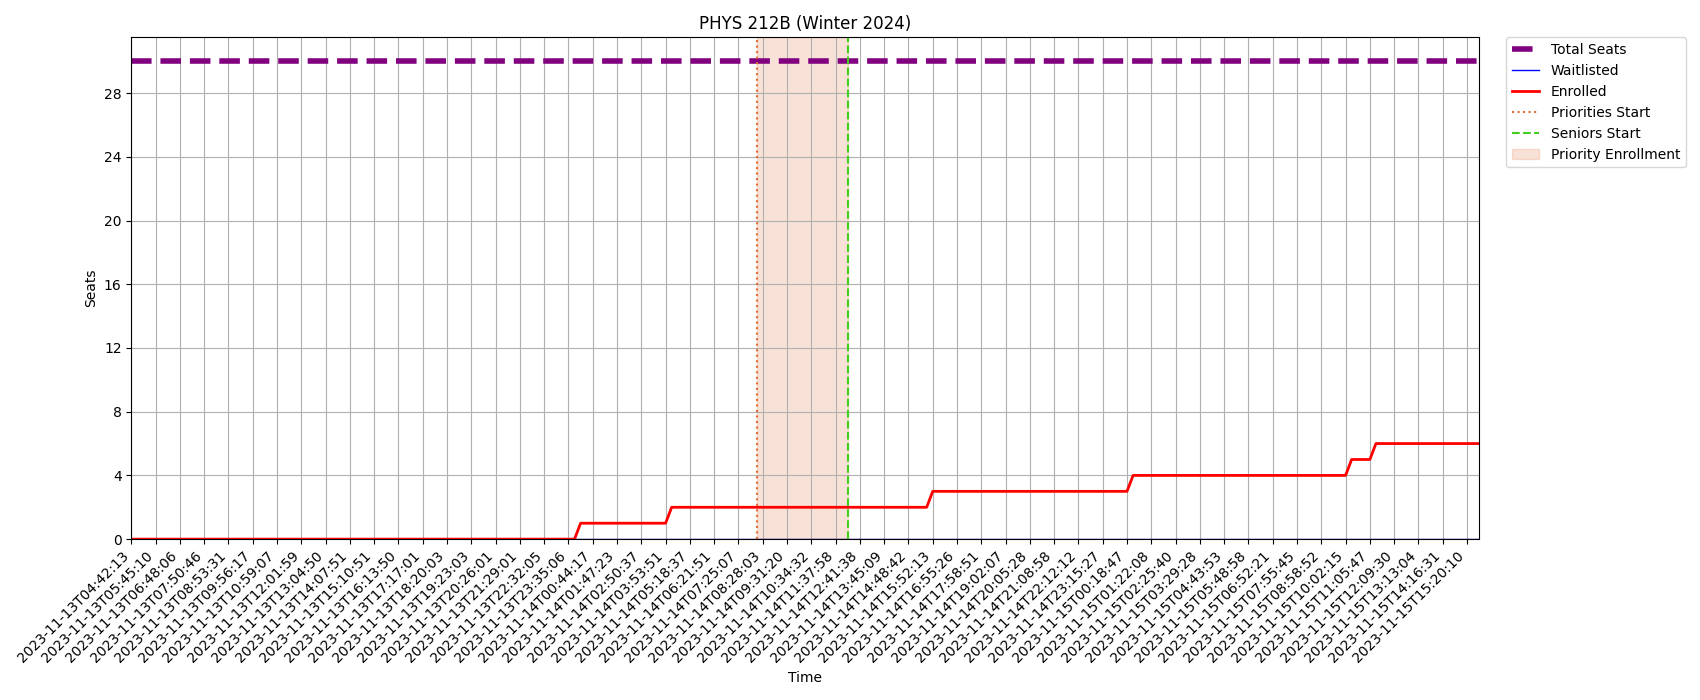 PHYS 212B (Winter 2024)
Total Seats
Waitlisted
Enrolled
Priorities Start
Seniors Start
Priority Enrollment
Seats
28
24
20
16
12
8
4
0
2023-11-13T04:42:13
2023-11-13T05:45:10
2023-11-13T06:48:06
2023-11-13T07:50:46
2023-11-13T08:53:31
2023-11-13T09:56:17
2023-11-13T10:59:07
2023-11-13T12:01:59
2023-11-13T13:04:50
2023-11-13T14:07:51
2023-11-13T15:10:51
2023-11-13T16:13:50
2023-11-13T17:17:01
2023-11-13T18:20:03
2023-11-13T19:23:03
2023-11-13T20:26:01
2023-11-13T21:29:01
2023-11-13T22:32:05
2023-11-13T23:35:06
2023-11-14T00:44:17
2023-11-14T01:47:23
2023-11-14T02:50:37
2023-11-14T03:53:51
2023-11-14T05:18:37
2023-11-14T06:21:51
2023-11-14T07:25:07
2023-11-14T08:28:03
2023-11-14T09:31:20
2023-11-14T10:34:32
2023-11-14T11:37:58
2023-11-14T12:41:38
2023-11-14T13:45:09
2023-11-14T14:48:42
2023-11-14T15:52:13
2023-11-14T16:55:26
2023-11-14T17:58:51
2023-11-14T19:02:07
2023-11-14T20:05:28
2023-11-14T21:08:58
2023-11-14T22:12:12
2023-11-14T23:15:27
2023-11-15T00:18:47
2023-11-15T01:22:08
2023-11-15T02:25:40
2023-11-15T03:29:28
2023-11-15T04:43:53
2023-11-15T05:48:58
2023-11-15T06:52:21
2023-11-15T07:55:45
2023-11-15T08:58:52
2023-11-15T10:02:15
2023-11-15T11:05:47
2023-11-15T12:09:30
2023-11-15T13:13:04
2023-11-15T14:16:31
2023-11-15T15:20:10
Time